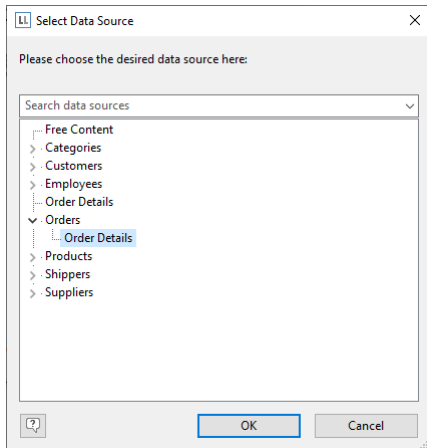 LL Select Data Source
Please choose the desired data source here:
Search data sources
Free Content
Categories
Customers
Employees
Order Details
Orders
Order Details
Products
Shippers
Suppliers
?
OK Cancel